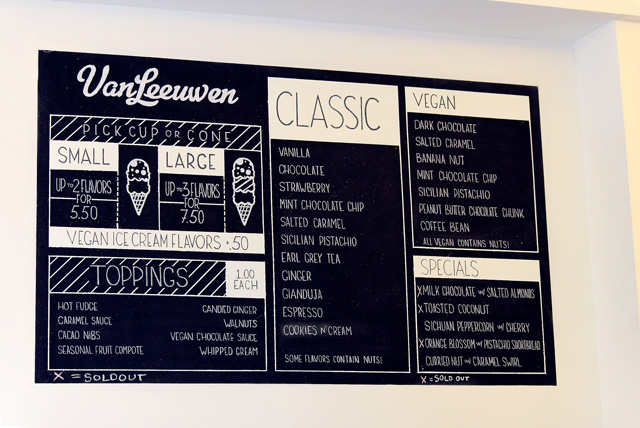 VanLeeuwen
PICK CUP OR CONE
SMALL
UP TO 2 FLAVORS
FOR
5.50
LARGE
UP TO 3 FLAVORS
FOR
7.50
VEGAN ICE CREAM FLAVORS +.50
TOPPINGS
1.00
EACH
HOT FUDGE
CARAMEL SAUCE
CACAO NIBS
SEASONAL FRUIT COMPOTE
CANDIED GINGER
WALNUTS
VEGAN CHOCOLATE SAUCE
WHIPPED CREAM
X = SOLD OUT
CLASSIC
VANILLA
CHOCOLATE
STRAWBERRY
MINT CHOCOLATE CHIP
SALTED CARAMEL
SICILIAN PISTACHIO
EARL GREY TEA
GINGER
GIANDUJA
ESPRESSO
COOKIES N CREAM
SOME FLAVORS CONTAIN NUTS!
VEGAN
DARK CHOCOLATE
SALTED CARAMEL
BANANA NUT
MINT CHOCOLATE CHIP
SICILIAN PISTACHIO
PEANUT BUTTER CHOCOLATE CHUNK
COFFEE BEAN
ALL VEGAN CONTAINS NUTS!
SPECIALS
X MILK CHOCOLATE w/ SALTED ALMONDS
X TOASTED COCONUT
SICHUAN PEPPERCORN w/ CHERRY
X ORANGE BLOSSOM w/ PISTACHIO SHORTBREAD
CURRIED NUT w/ CARAMEL SWIRL
X = SOLD OUT